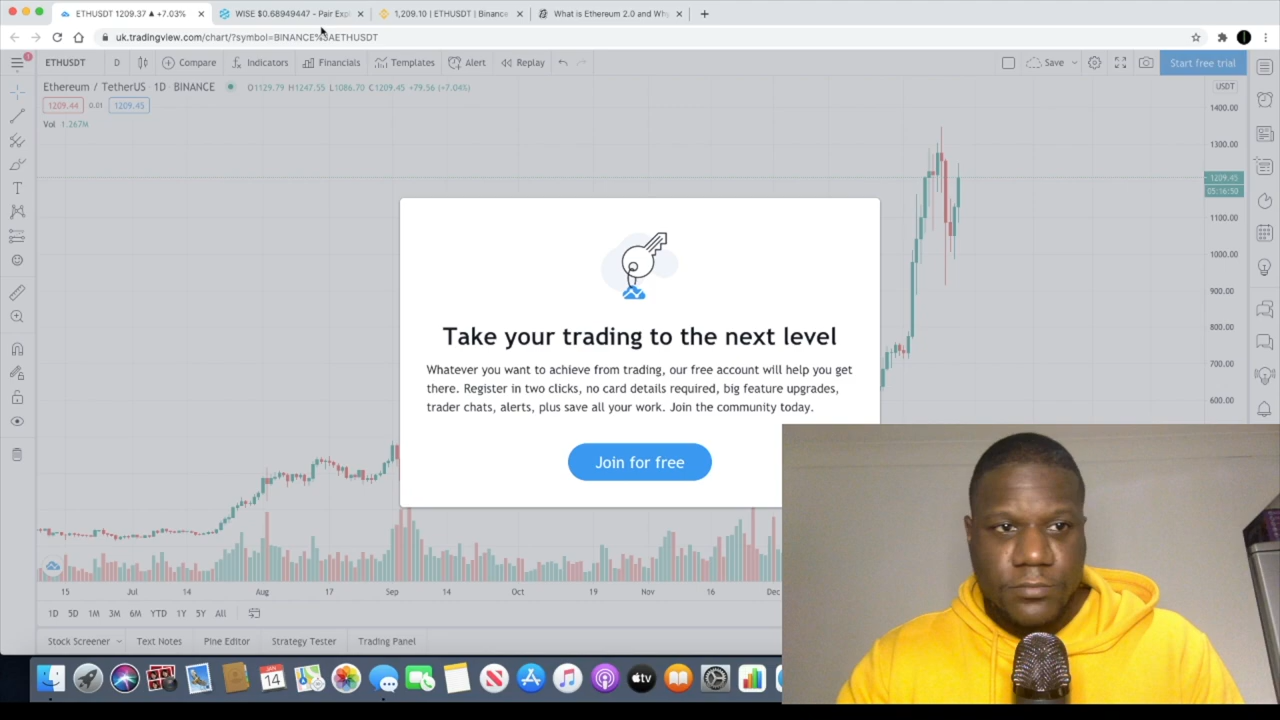 ETHUSDT 1209.37 ▲ +7.03%
WISE $0.68949447 - Pair Exp
1,209.10 | ETHUSDT | Binance
What is Ethereum 2.0 and Wh
uk.tradingview.com/chart/?symbol=BINANCE%3AETHUSDT
1
ETHUSDT D Compare Indicators Financials Templates Alert Replay Save Start free trial
Ethereum / TetherUS · 1D · BINANCE O1129.79 H1247.55 L1086.70 C1209.45 +79.56 (+7.04%)
USDT
1209.44 0.01 1209.45
1400.00
Vol 1.267M
1300.00
1209.45
05:16:50
1100.00
1000.00
900.00
800.00
700.00
600.00
Take your trading to the next level
Whatever you want to achieve from trading, our free account will help you get
there. Register in two clicks, no card details required, big feature upgrades,
trader chats, alerts, plus save all your work. Join the community today.
Join for free
15 Jul 14 Aug 17 Sep 14 Oct 19 Nov 16 Dec
1D 5D 1M 3M 6M YTD 1Y 5Y All
Stock Screener Text Notes Pine Editor Strategy Tester Trading Panel
JAN
14
tv